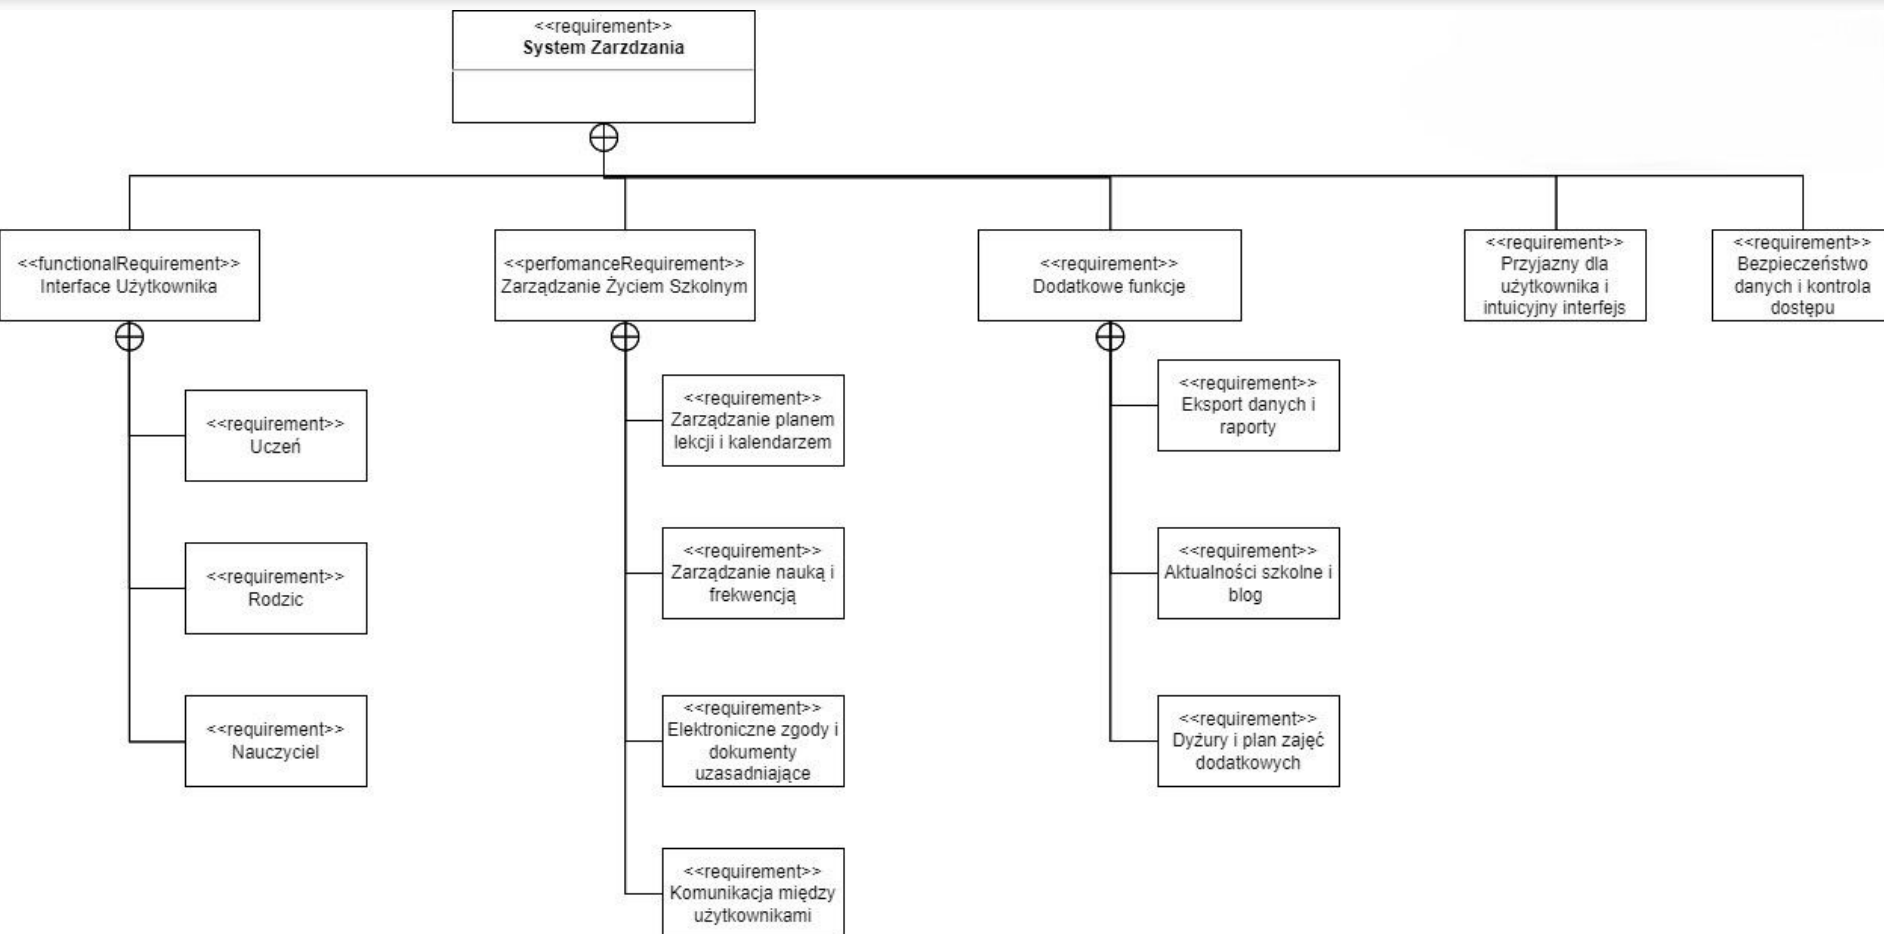 <<requirement>>
System Zarzdzania
<<functionalRequirement>>
Interface Użytkownika
<<perfomanceRequirement>>
Zarządzanie Życiem Szkolnym
<<requirement>>
Dodatkowe funkcje
<<requirement>>
Przyjazny dla
użytkownika i
intuicyjny interfejs
<<requirement>>
Bezpieczeństwo
danych i kontrola
dostępu
<<requirement>>
Uczeń
<<requirement>>
Rodzic
<<requirement>>
Nauczyciel
<<requirement>>
Zarządzanie planem
lekcji i kalendarzem
<<requirement>>
Zarządzanie nauką i
frekwencją
<<requirement>>
Elektroniczne zgody i
dokumenty
uzasadniające
<<requirement>>
Komunikacja między
użytkownikami
<<requirement>>
Eksport danych i
raporty
<<requirement>>
Aktualności szkolne i
blog
<<requirement>>
Dyżury i plan zajęć
dodatkowych